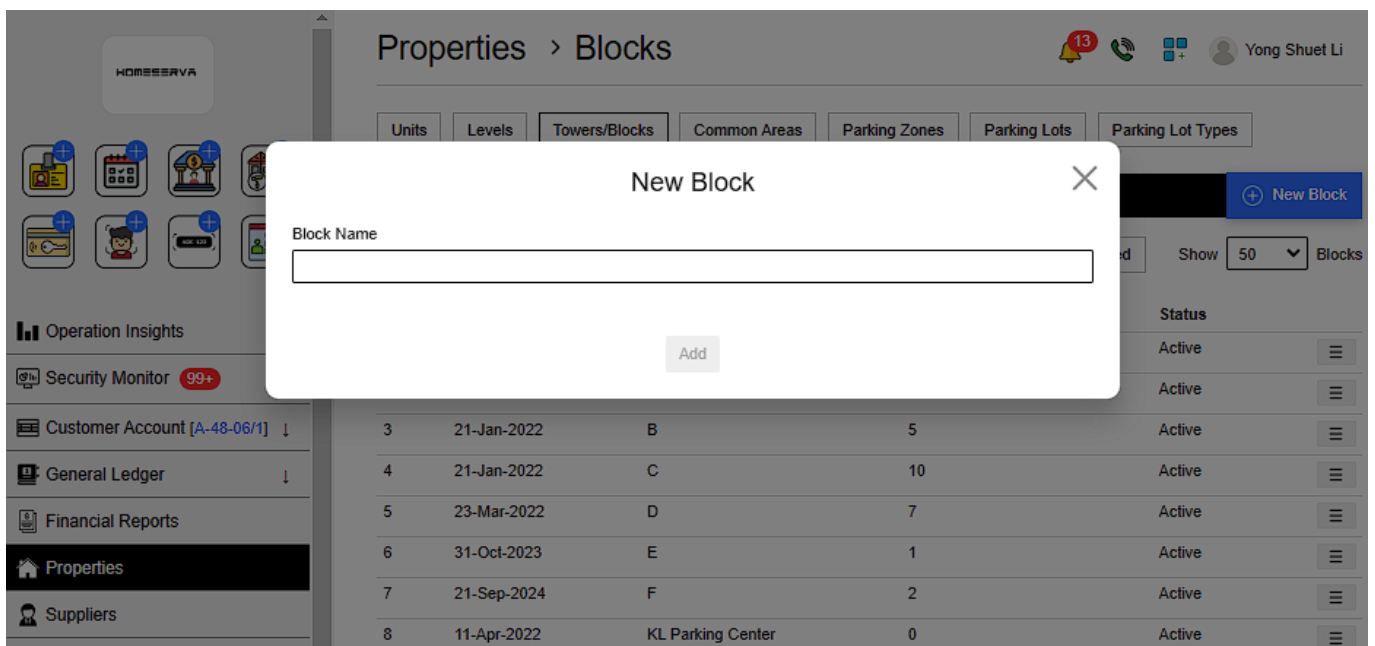 HOMESERVA
Properties > Blocks
13
Yong Shuet Li
Units Levels Towers/Blocks Common Areas Parking Zones Parking Lots Parking Lot Types
New Block
New Block
Block Name
Show 50 Blocks
Add
Status
Active
Active
3 21-Jan-2022 B 5 Active
4 21-Jan-2022 C 10 Active
5 23-Mar-2022 D 7 Active
6 31-Oct-2023 E 1 Active
7 21-Sep-2024 F 2 Active
8 11-Apr-2022 KL Parking Center 0 Active
Operation Insights
Security Monitor 99+
Customer Account [A-48-06/1] ↓
General Ledger ↓
Financial Reports
Properties
Suppliers